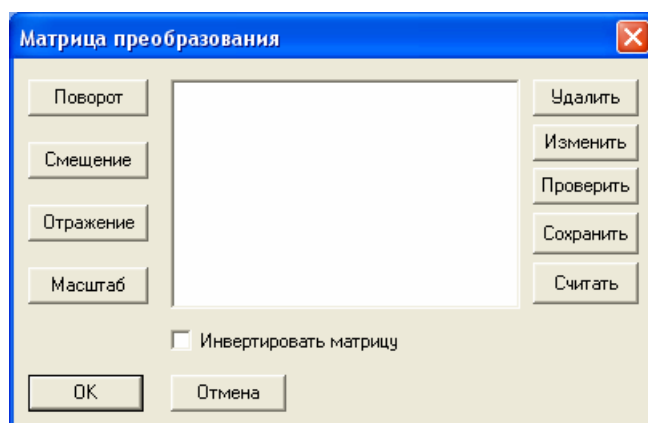 Матрица преобразования
Поворот
Удалить
Смещение
Изменить
Проверить
Отражение
Сохранить
Масштаб
Считать
Инвертировать матрицу
OK
Отмена